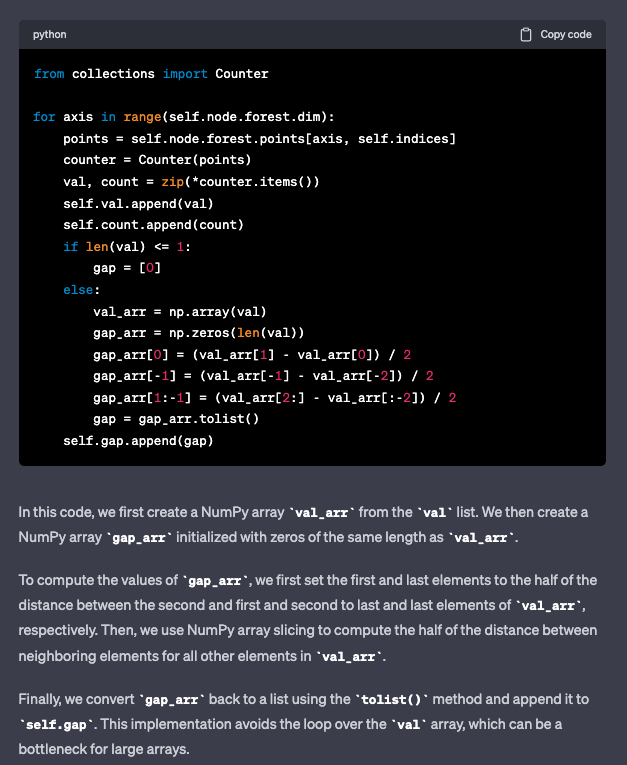 python
Copy code
from collections import Counter
for axis in range(self.node.forest.dim):
    points = self.node.forest.points[axis, self.indices]
    counter = Counter(points)
    val, count = zip(*counter.items())
    self.val.append(val)
    self.count.append(count)
    if len(val) <= 1:
        gap = [0]
    else:
        val_arr = np.array(val)
        gap_arr = np.zeros(len(val))
        gap_arr[0] = (val_arr[1] - val_arr[0]) / 2
        gap_arr[-1] = (val_arr[-1] - val_arr[-2]) / 2
        gap_arr[1:-1] = (val_arr[2:] - val_arr[:-2]) / 2
        gap = gap_arr.tolist()
    self.gap.append(gap)
In this code, we first create a NumPy array `val_arr` from the `val` list. We then create a
NumPy array `gap_arr` initialized with zeros of the same length as `val_arr`.
To compute the values of `gap_arr`, we first set the first and last elements to the half of the
distance between the second and first and second to last and last elements of `val_arr`,
respectively. Then, we use NumPy array slicing to compute the half of the distance between
neighboring elements for all other elements in `val_arr`.
Finally, we convert `gap_arr` back to a list using the `tolist()` method and append it to
`self.gap`. This implementation avoids the loop over the `val` array, which can be a
bottleneck for large arrays.